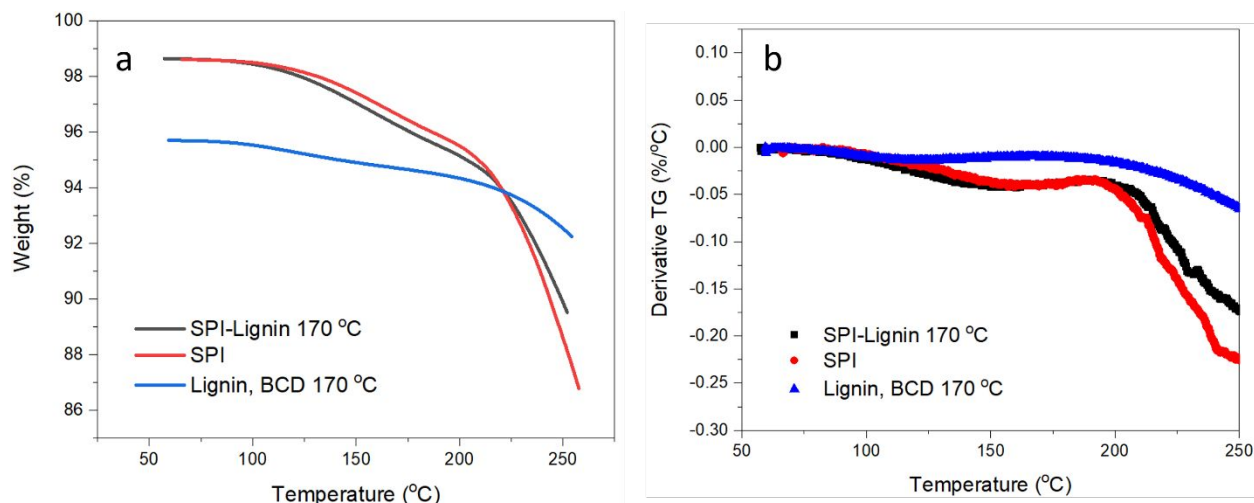 a
100
98
96
94
92
90
88
86
Weight (%)
SPI-Lignin 170 °C
SPI
Lignin, BCD 170 °C
50
100
150
200
250
Temperature (°C)
b
0.10
0.05
0.00
-0.05
-0.10
-0.15
-0.20
-0.25
-0.30
Derivative TG (%/°C)
SPI-Lignin 170 °C
SPI
Lignin, BCD 170 °C
50
100
150
200
250
Temperature (°C)